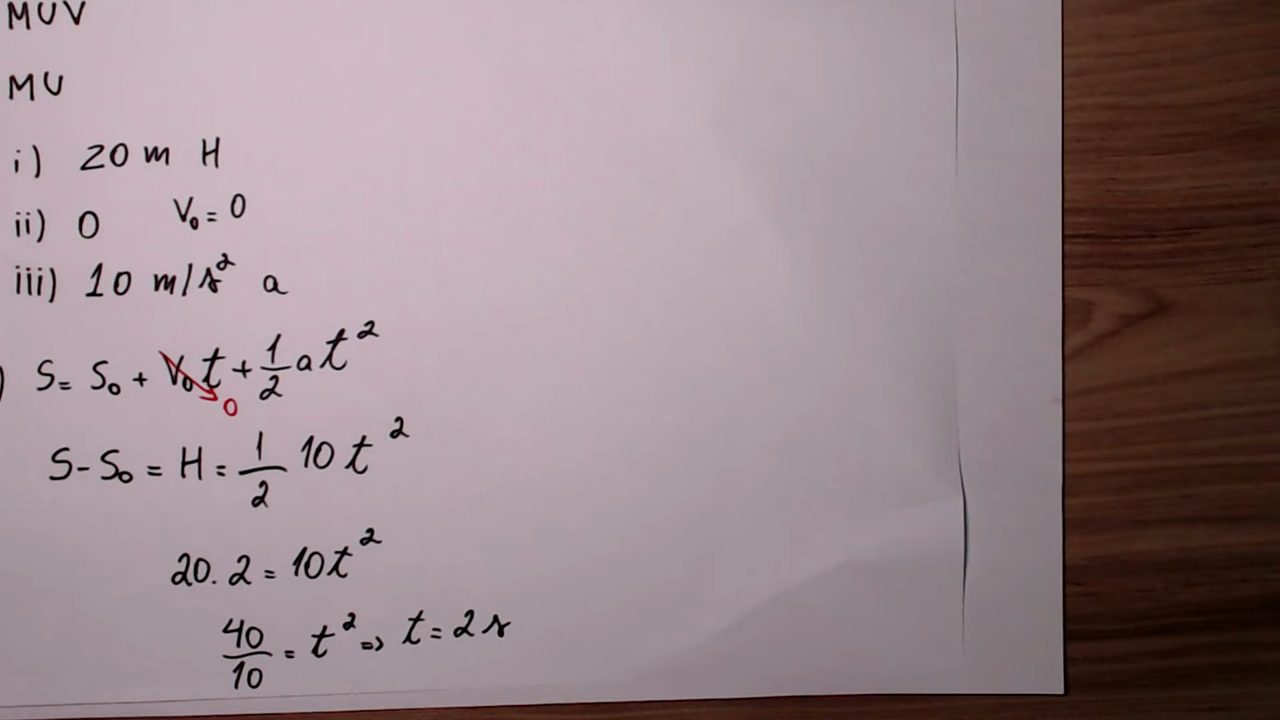 MUV
MU
i) 20 m H
ii) 0 V₀ = 0
iii) 10 m/s² a
) S = S₀ + V₀t + 1/2 at²
0
S - S₀ = H = 1/2 10 t²
20 . 2 = 10t²
40/10 = t² => t = 2 s